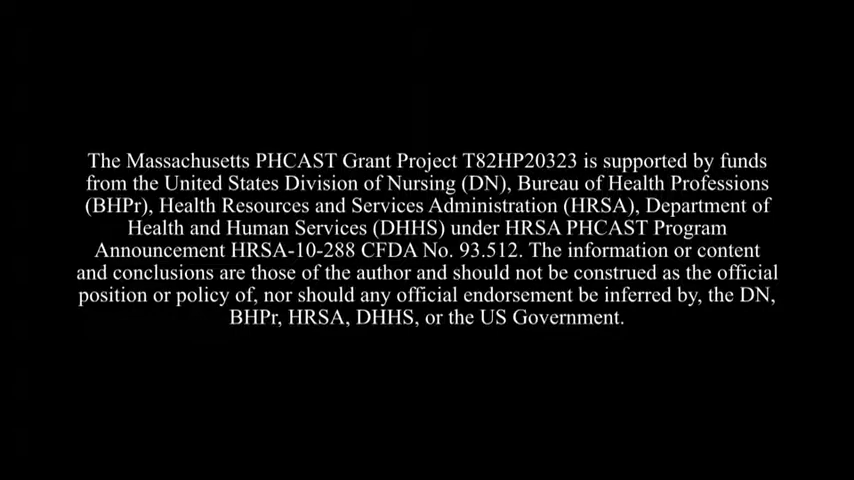 The Massachusetts PHCAST Grant Project T82HP20323 is supported by funds
from the United States Division of Nursing (DN), Bureau of Health Professions
(BHPr), Health Resources and Services Administration (HRSA), Department of
Health and Human Services (DHHS) under HRSA PHCAST Program
Announcement HRSA-10-288 CFDA No. 93.512. The information or content
and conclusions are those of the author and should not be construed as the official
position or policy of, nor should any official endorsement be inferred by, the DN,
BHPr, HRSA, DHHS, or the US Government.